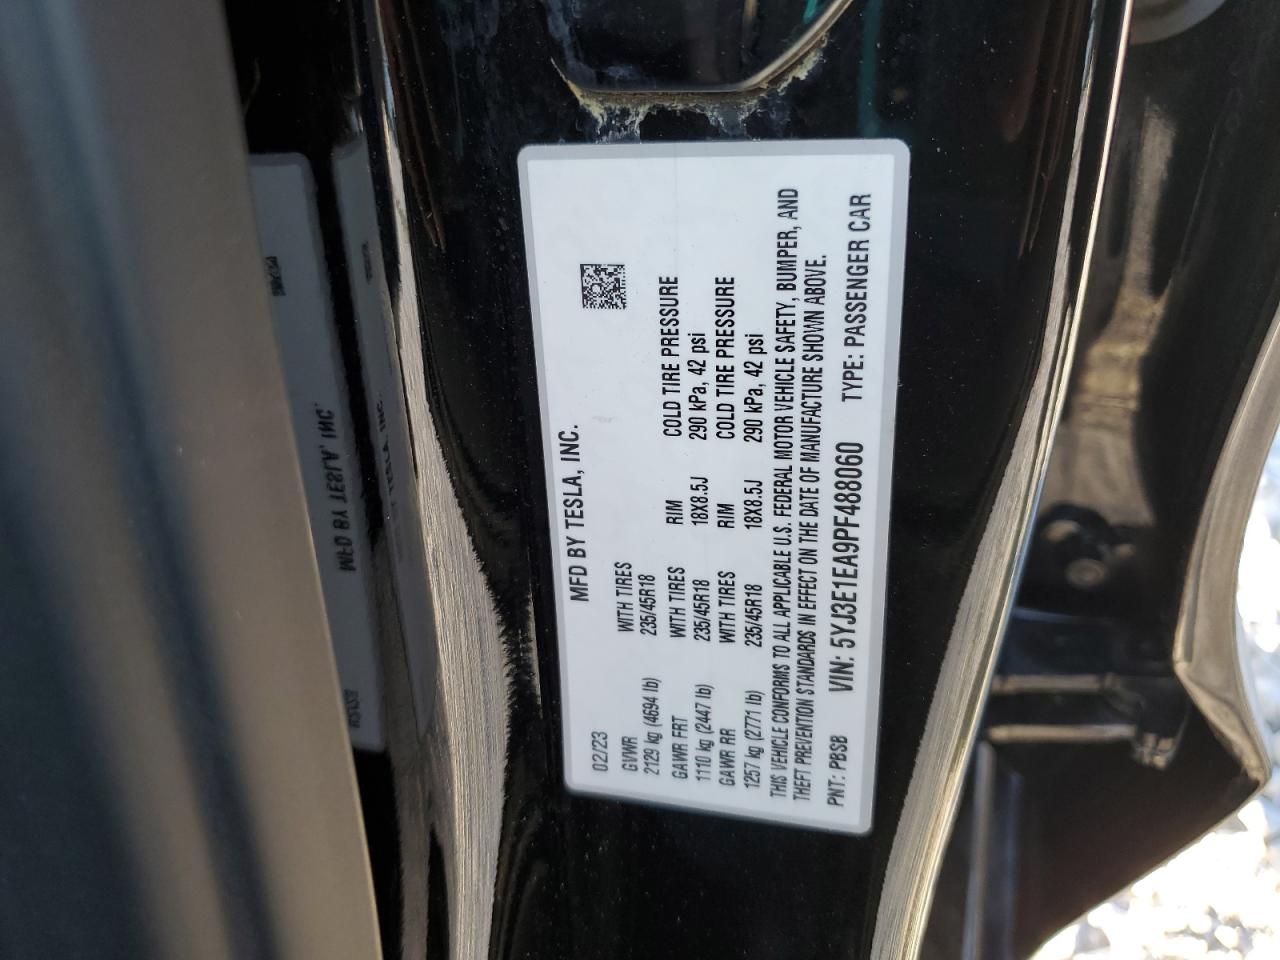 MFD BY TESLA, INC.
02/23
GVWR WITH TIRES
2129 kg (4694 lb) 235/45R18
GAWR FRT WITH TIRES RIM COLD TIRE PRESSURE
1110 kg (2447 lb) 235/45R18 18X8.5J 290 kPa, 42 psi
GAWR RR WITH TIRES RIM COLD TIRE PRESSURE
1257 kg (2771 lb) 235/45R18 18X8.5J 290 kPa, 42 psi
THIS VEHICLE CONFORMS TO ALL APPLICABLE U.S. FEDERAL MOTOR VEHICLE SAFETY, BUMPER, AND
THEFT PREVENTION STANDARDS IN EFFECT ON THE DATE OF MANUFACTURE SHOWN ABOVE.
PNT: PBSB VIN: 5YJ3E1EA9PF488060 TYPE: PASSENGER CAR